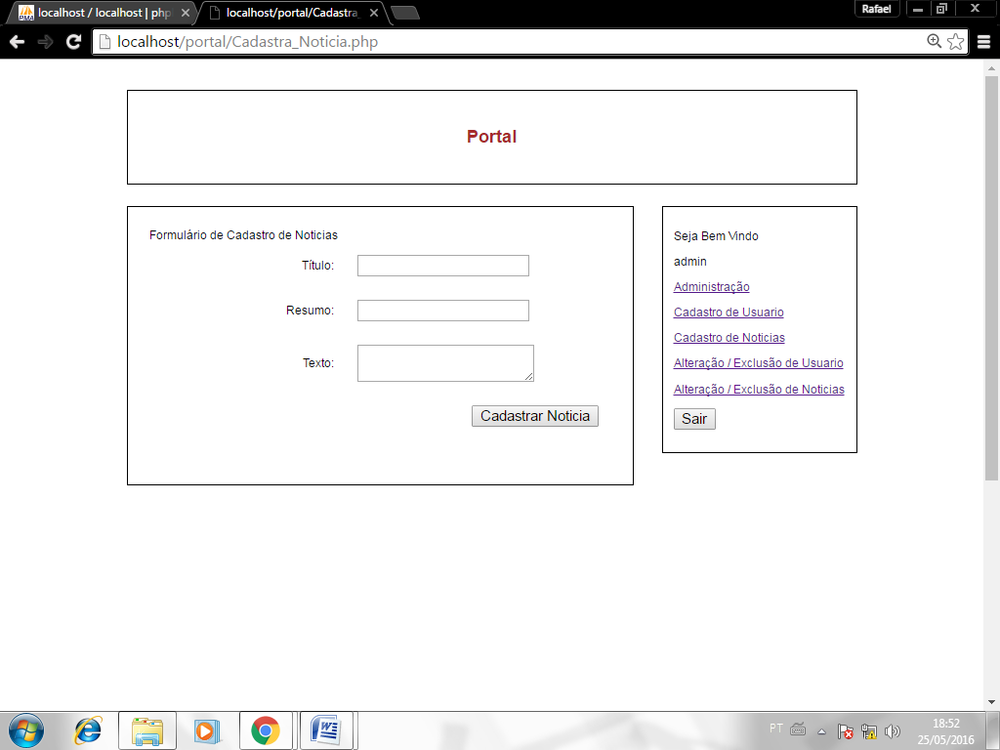 localhost / localhost | php
localhost/portal/Cadastra_
Rafael
localhost/portal/Cadastra_Noticia.php
Portal
Formulário de Cadastro de Noticias
Título:
Resumo:
Texto:
Cadastrar Noticia
Seja Bem Vindo
admin
Administração
Cadastro de Usuario
Cadastro de Noticias
Alteração / Exclusão de Usuario
Alteração / Exclusão de Noticias
Sair
PT
18:52
25/05/2016